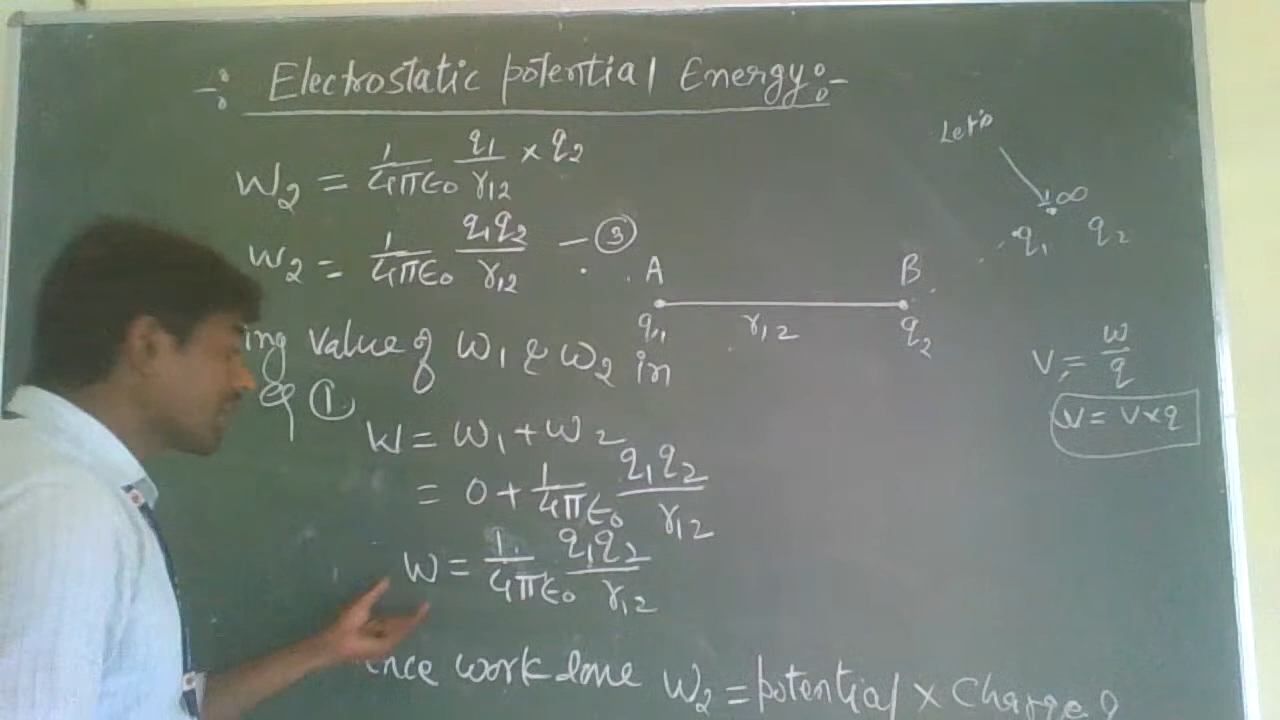 -: Electrostatic potential Energy:-
W₂ = 1/4πϵ₀ q₁/r₁₂ × q₂
W₂ = 1/4πϵ₀ q₁q₂/r₁₂ — ③
ing value of W₁ & W₂ in
eq ①
W = W₁ + W₂
= 0 + 1/4πϵ₀ q₁q₂/r₁₂
W = 1/4πϵ₀ q₁q₂/r₁₂
ence work done W₂ = potential × Charge
A B
q₁ r₁₂ q₂
∞
q₁ q₂
V = W/q
W = V×q